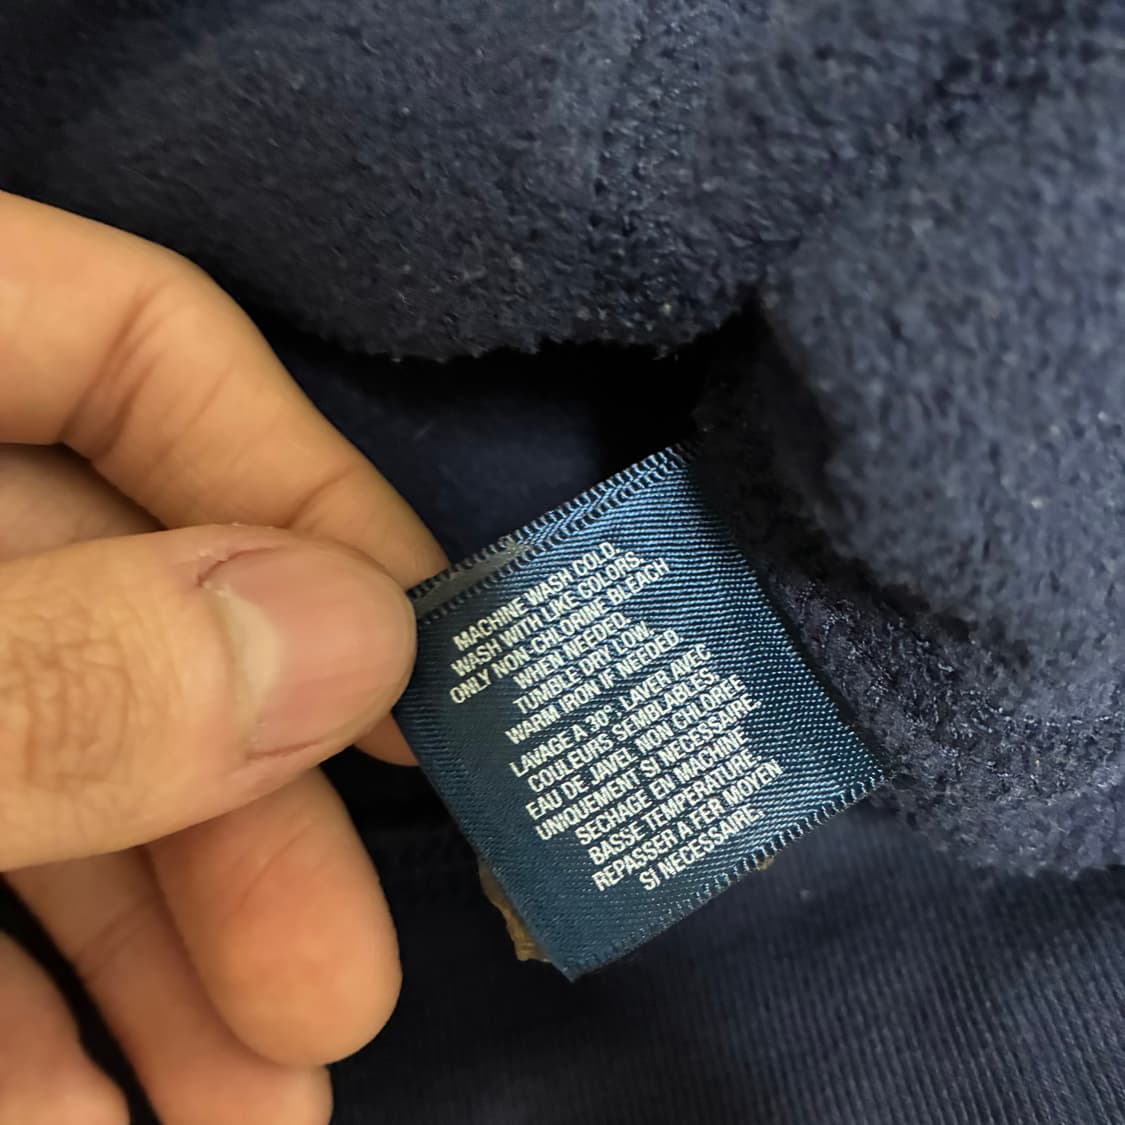 MACHINE WASH COLD.
WASH WITH LIKE COLORS.
ONLY NON-CHLORINE BLEACH
WHEN NEEDED.
TUMBLE DRY LOW.
WARM IRON IF NEEDED
LAVAGE A 30°. LAVER AVEC
COULEURS SEMBLABLES.
EAU DE JAVEL NON CHLOREE
UNIQUEMENT SI NECESSAIRE
SECHAGE EN MACHINE
BASSE TEMPERATURE
REPASSER A FER MOYEN
SI NECESSAIRE